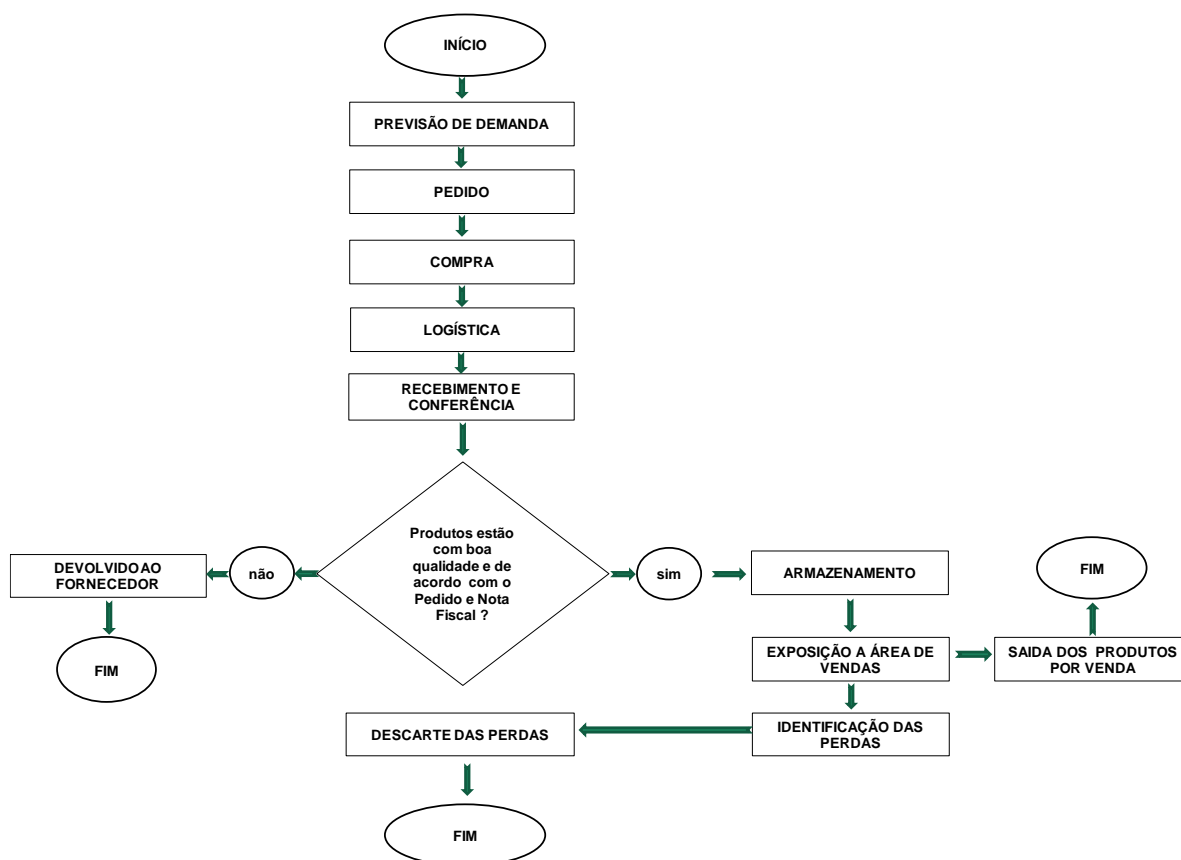 INÍCIO
PREVISÃO DE DEMANDA
PEDIDO
COMPRA
LOGÍSTICA
RECEBIMENTO E
CONFERÊNCIA
Produtos estão
com boa
qualidade e de
acordo com o
Pedido e Nota
Fiscal ?
não
DEVOLVIDO AO
FORNECEDOR
FIM
sim
ARMAZENAMENTO
EXPOSIÇÃO A ÁREA DE
VENDAS
SAIDA DOS PRODUTOS
POR VENDA
FIM
IDENTIFICAÇÃO DAS
PERDAS
DESCARTE DAS PERDAS
FIM